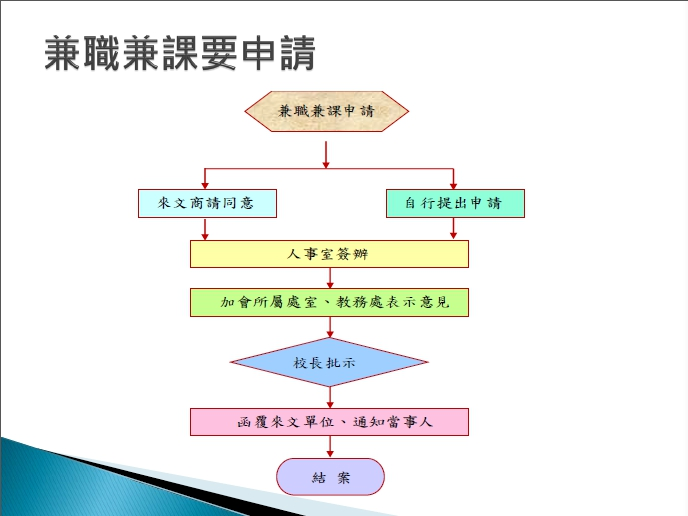 兼職兼課要申請
兼職兼課申請
來文商請同意
自行提出申請
人事室簽辦
加會所屬處室、教務處表示意見
校長批示
函覆來文單位、通知當事人
結 案